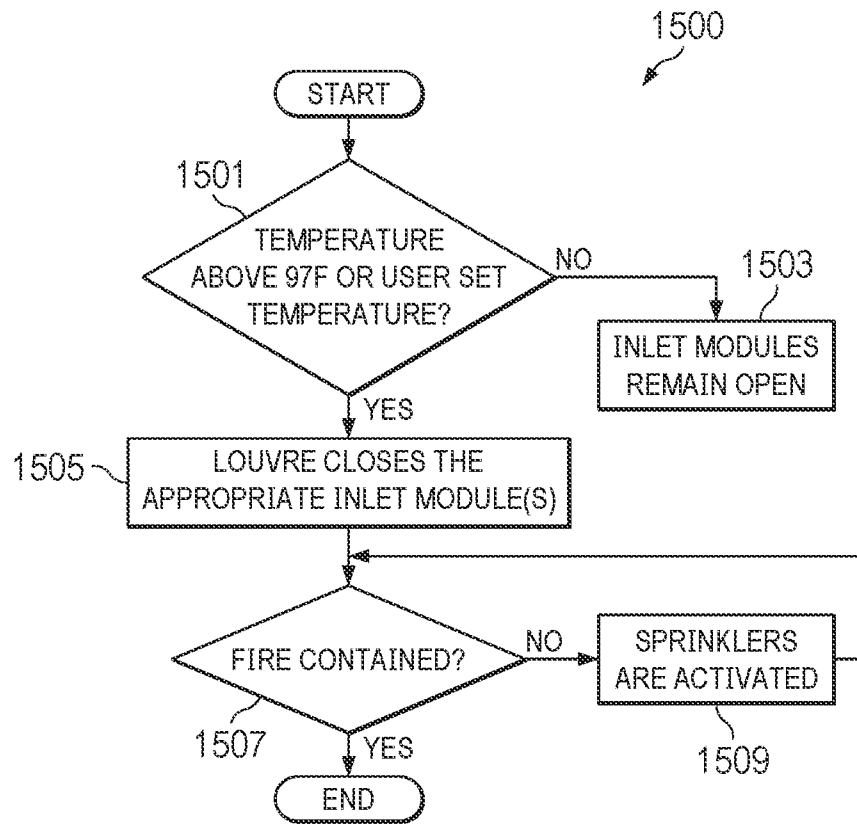 1500
START
1501
TEMPERATURE
ABOVE 97F OR USER SET
TEMPERATURE?
NO
1503
INLET MODULES
REMAIN OPEN
YES
1505
LOUVRE CLOSES THE
APPROPRIATE INLET MODULE(S)
FIRE CONTAINED?
NO
SPRINKLERS
ARE ACTIVATED
1507
YES
1509
END